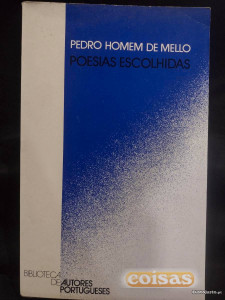 PEDRO HOMEM DE MELLO
POESIAS ESCOLHIDAS
BIBLIOTECA
DE AUTORES
PORTUGUESES
coisas